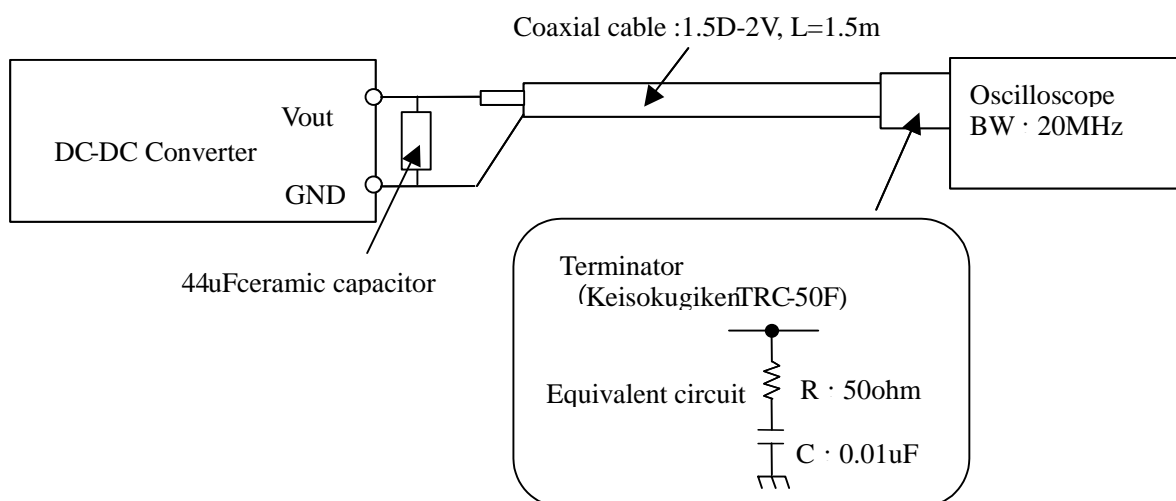 Coaxial cable :1.5D-2V, L=1.5m
Vout
DC-DC Converter
GND
Oscilloscope
BW : 20MHz
44uFceramic capacitor
Terminator
(KeisokugikenTRC-50F)
Equivalent circuit
R : 50ohm
C : 0.01uF